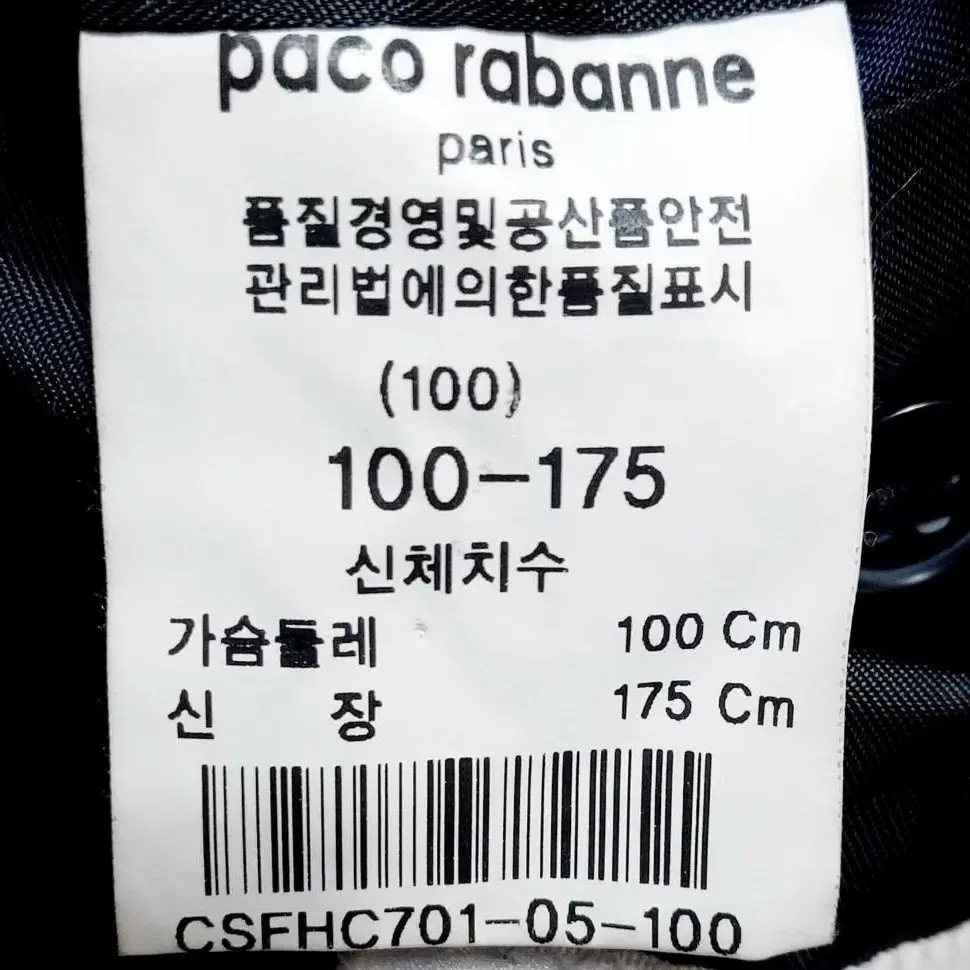 paco rabanne
paris
품질경영및공산품안전
관리법에의한품질표시
(100)
100-175
신체치수
가슴둘레 100 Cm
신 장 175 Cm
CSFHC701-05-100